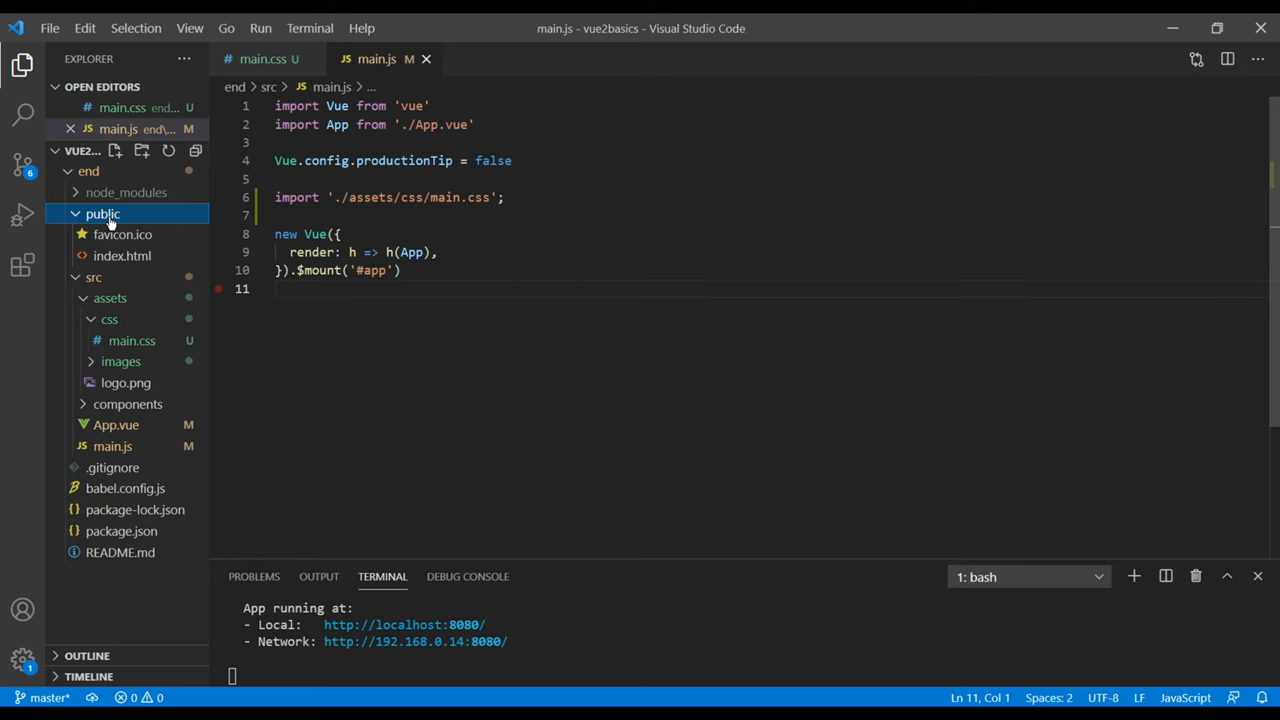 File Edit Selection View Go Run Terminal Help main.js - vue2basics - Visual Studio Code
EXPLORER ···
# main.css U
JS main.js M
OPEN EDITORS
# main.css end... U
JS main.js end\... M
VUE2...
end
node_modules
public
favicon.ico
index.html
src
assets
css
# main.css U
images
logo.png
components
App.vue M
JS main.js M
.gitignore
babel.config.js
{} package-lock.json
{} package.json
README.md
OUTLINE
TIMELINE
6
1
end > src > JS main.js > ...
1 import Vue from 'vue'
2 import App from './App.vue'
3
4 Vue.config.productionTip = false
5
6 import './assets/css/main.css';
7
8 new Vue({
9 render: h => h(App),
10 }).$mount('#app')
11
PROBLEMS OUTPUT TERMINAL DEBUG CONSOLE 1: bash
App running at:
- Local: http://localhost:8080/
- Network: http://192.168.0.14:8080/
master* 0 0 Ln 11, Col 1 Spaces: 2 UTF-8 LF JavaScript